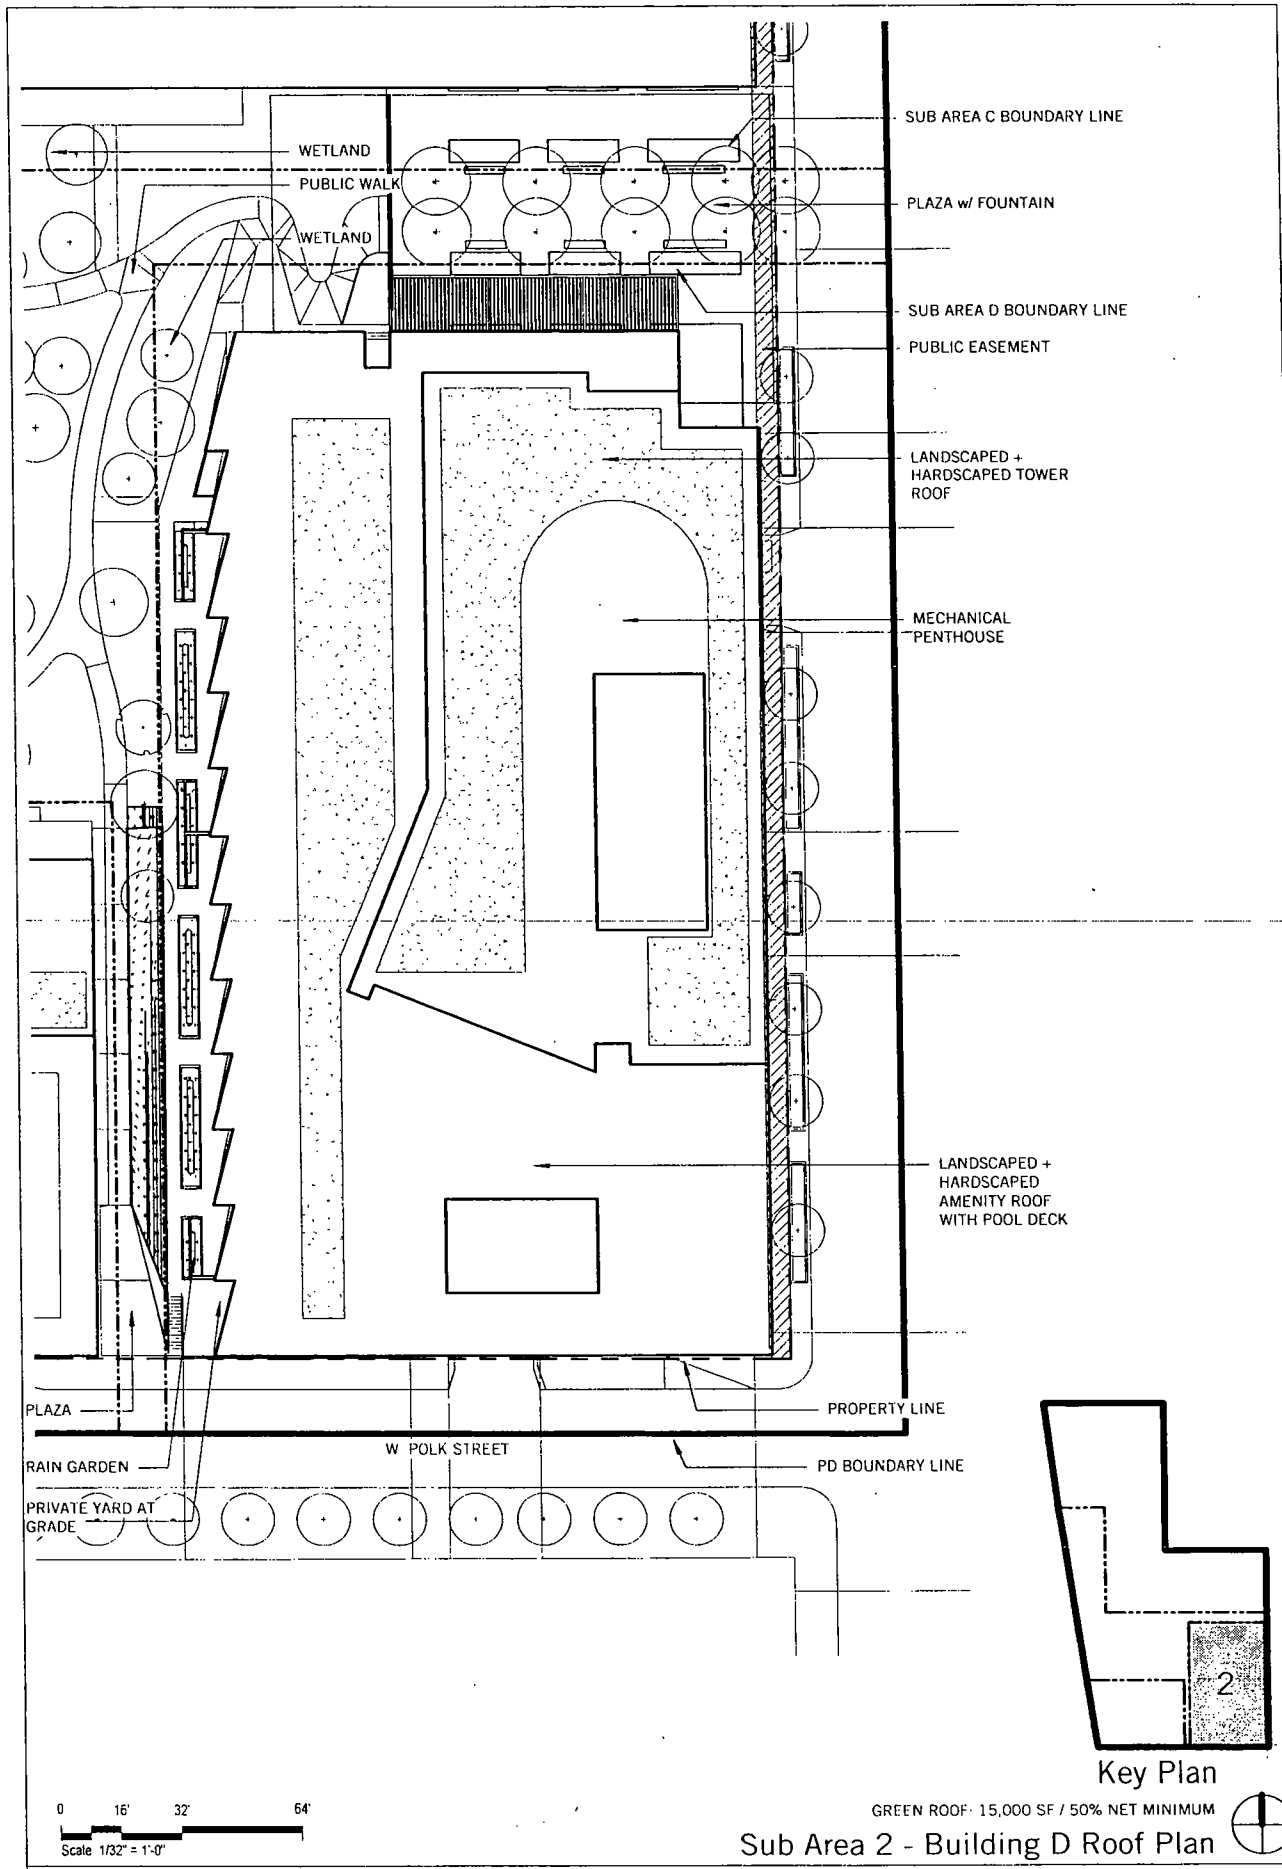 SUB AREA C BOUNDARY LINE
WETLAND
PUBLIC WALK
PLAZA w/ FOUNTAIN
WETLAND
SUB AREA D BOUNDARY LINE
PUBLIC EASEMENT
LANDSCAPED +
HARDSCAPED TOWER
ROOF
MECHANICAL
PENTHOUSE
LANDSCAPED +
HARDSCAPED
AMENITY ROOF
WITH POOL DECK
PLAZA
PROPERTY LINE
W POLK STREET
RAIN GARDEN
PD BOUNDARY LINE
PRIVATE YARD AT
GRADE
2
Key Plan
0 16' 32' 64'
Scale 1/32" = 1'-0"
GREEN ROOF: 15,000 SF / 50% NET MINIMUM
Sub Area 2 - Building D Roof Plan